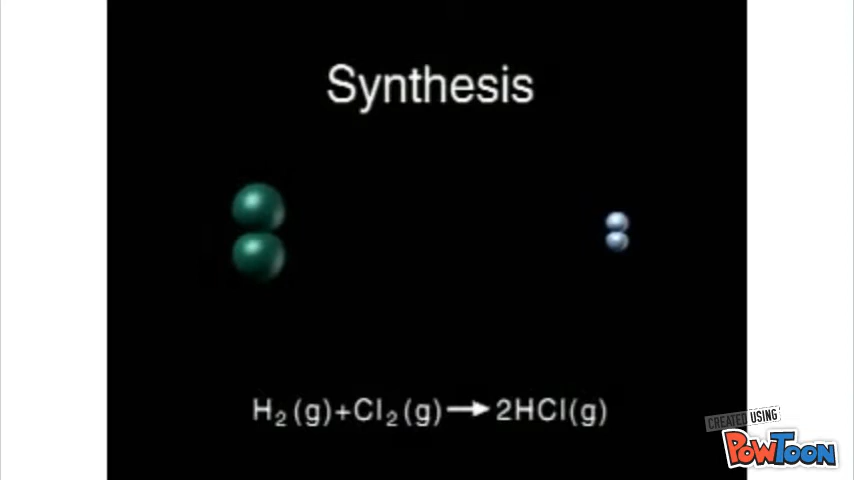 Synthesis
H₂(g)+Cl₂(g)→2HCl(g)
CREATED USING
POWTOON